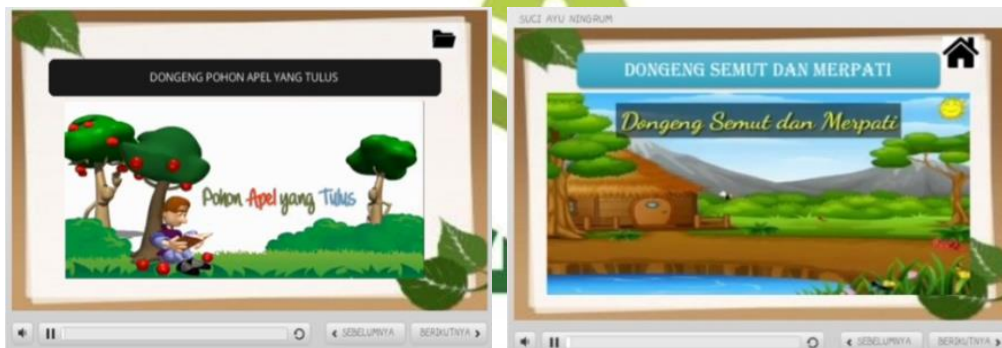 DONGENG POHON APEL YANG TULUS
Pohon Apel yang Tulus
SEBELUMNYA
BERIKUTNYA
SUCI AYU NINGRUM
DONGENG SEMUT DAN MERPATI
Dongeng Semut dan Merpati
SEBELUMNYA
BERIKUTNYA